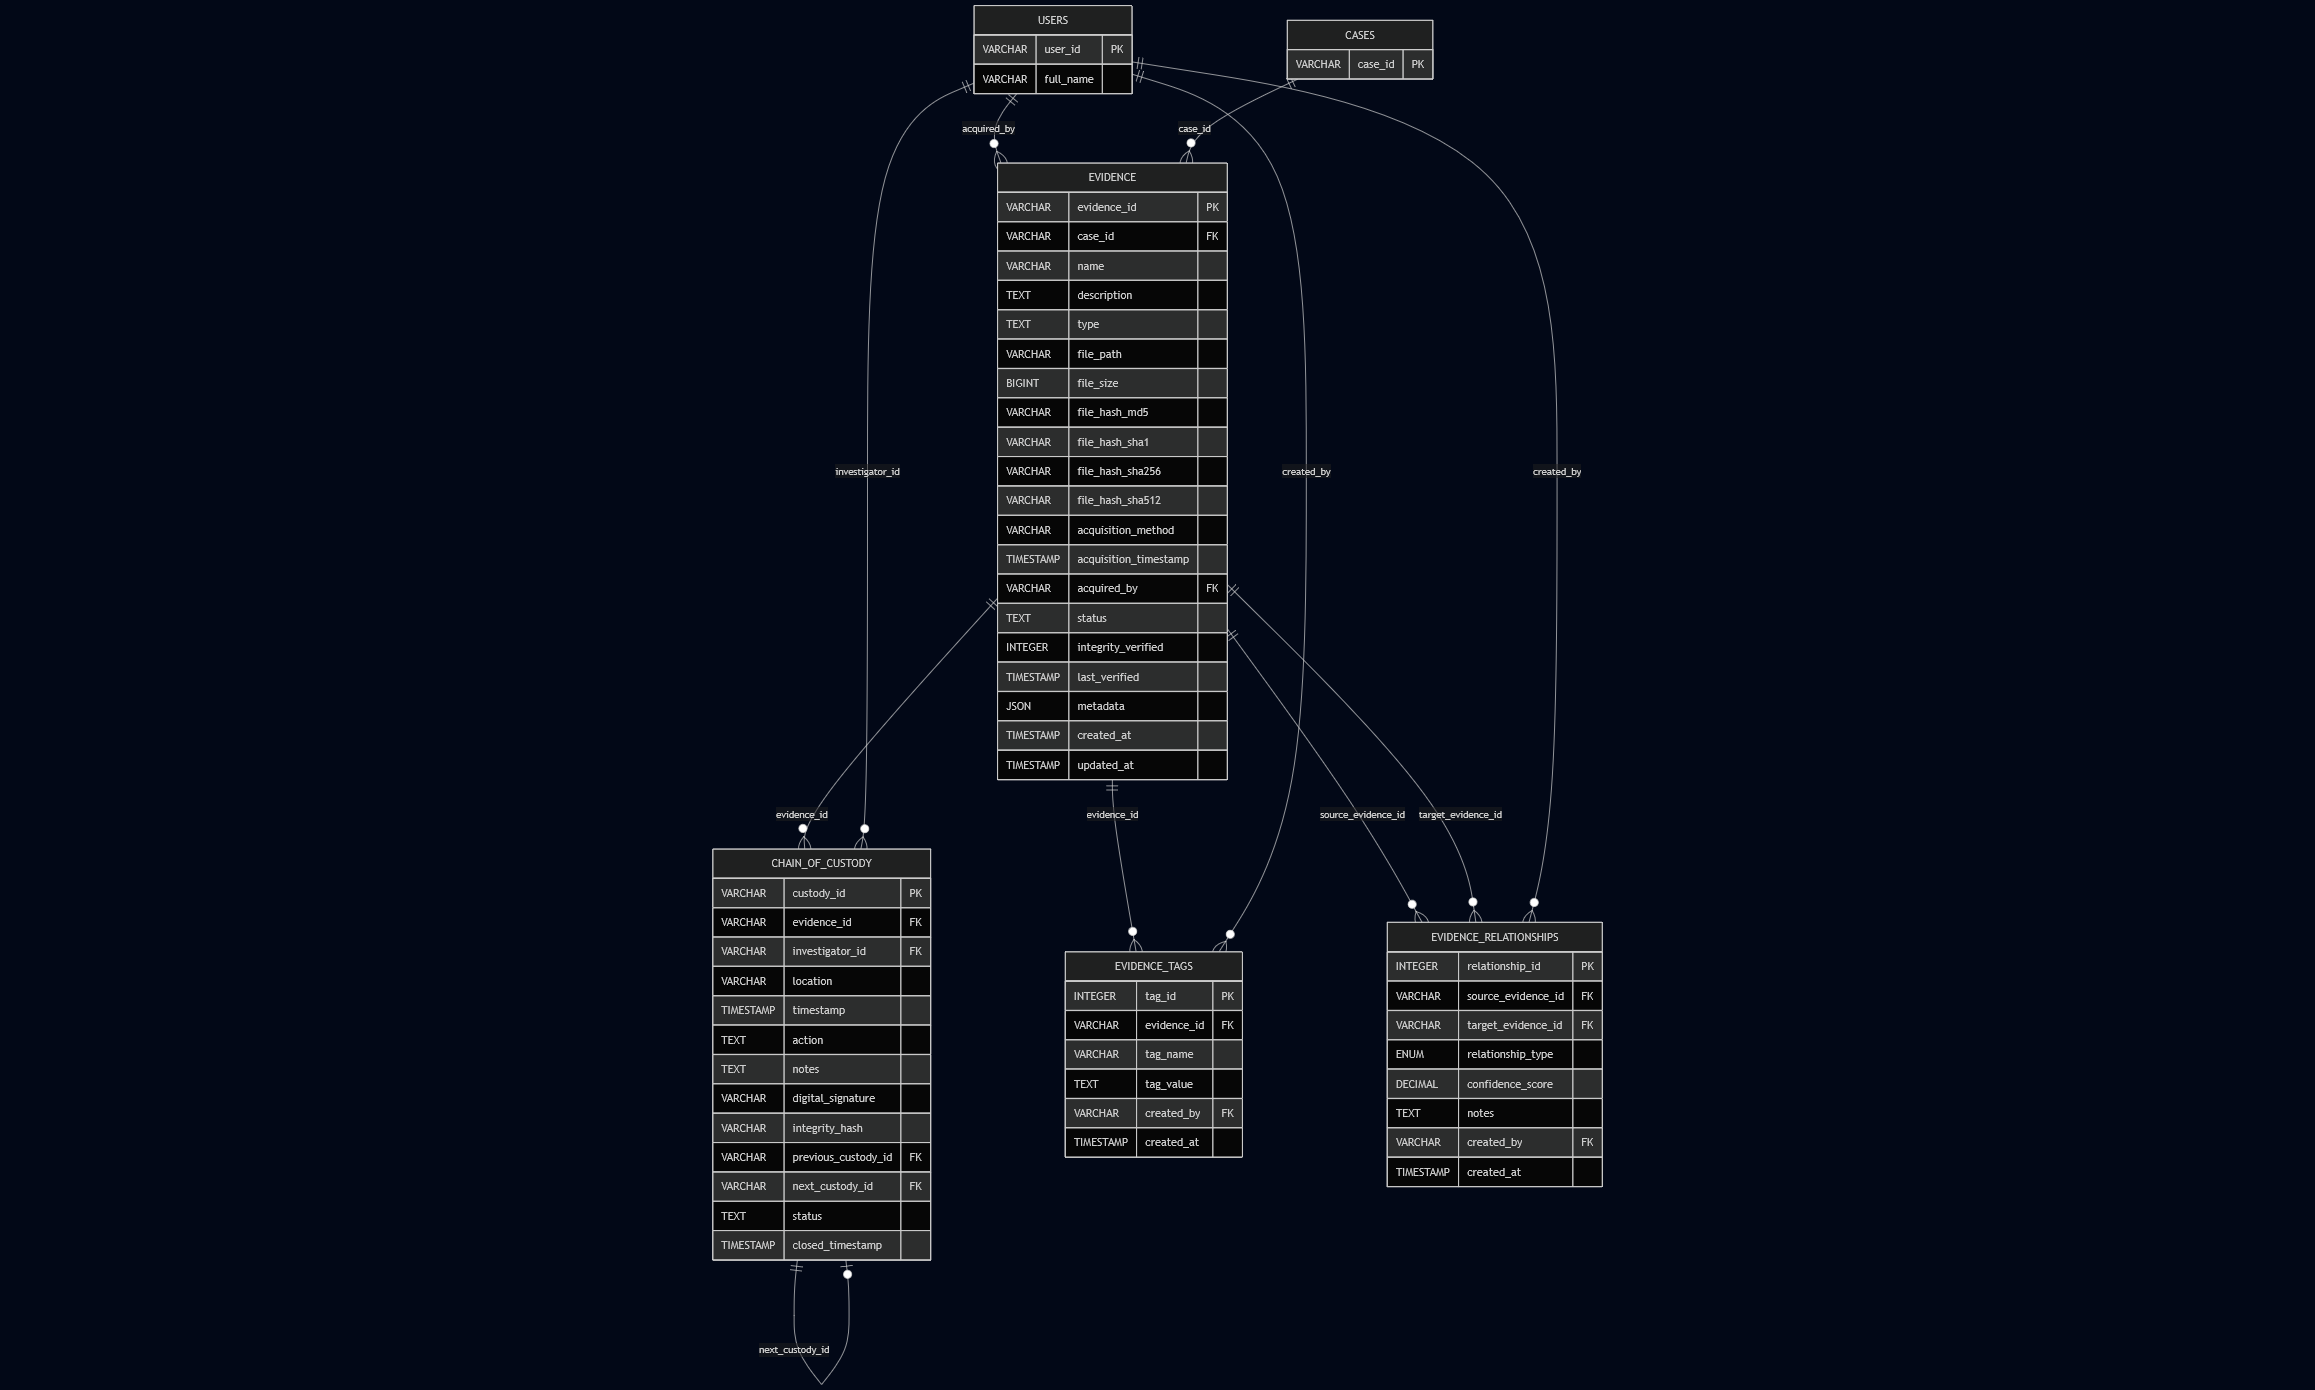 USERS
VARCHAR user_id PK
VARCHAR full_name
CASES
VARCHAR case_id PK
acquired_by
case_id
EVIDENCE
VARCHAR evidence_id PK
VARCHAR case_id FK
VARCHAR name
TEXT description
TEXT type
VARCHAR file_path
BIGINT file_size
VARCHAR file_hash_md5
VARCHAR file_hash_sha1
VARCHAR file_hash_sha256
VARCHAR file_hash_sha512
VARCHAR acquisition_method
TIMESTAMP acquisition_timestamp
VARCHAR acquired_by FK
TEXT status
INTEGER integrity_verified
TIMESTAMP last_verified
JSON metadata
TIMESTAMP created_at
TIMESTAMP updated_at
investigator_id
created_by
created_by
evidence_id
evidence_id
source_evidence_id
target_evidence_id
CHAIN_OF_CUSTODY
VARCHAR custody_id PK
VARCHAR evidence_id FK
VARCHAR investigator_id FK
VARCHAR location
TIMESTAMP timestamp
TEXT action
TEXT notes
VARCHAR digital_signature
VARCHAR integrity_hash
VARCHAR previous_custody_id FK
VARCHAR next_custody_id FK
TEXT status
TIMESTAMP closed_timestamp
next_custody_id
EVIDENCE_TAGS
INTEGER tag_id PK
VARCHAR evidence_id FK
VARCHAR tag_name
TEXT tag_value
VARCHAR created_by FK
TIMESTAMP created_at
EVIDENCE_RELATIONSHIPS
INTEGER relationship_id PK
VARCHAR source_evidence_id FK
VARCHAR target_evidence_id FK
ENUM relationship_type
DECIMAL confidence_score
TEXT notes
VARCHAR created_by FK
TIMESTAMP created_at